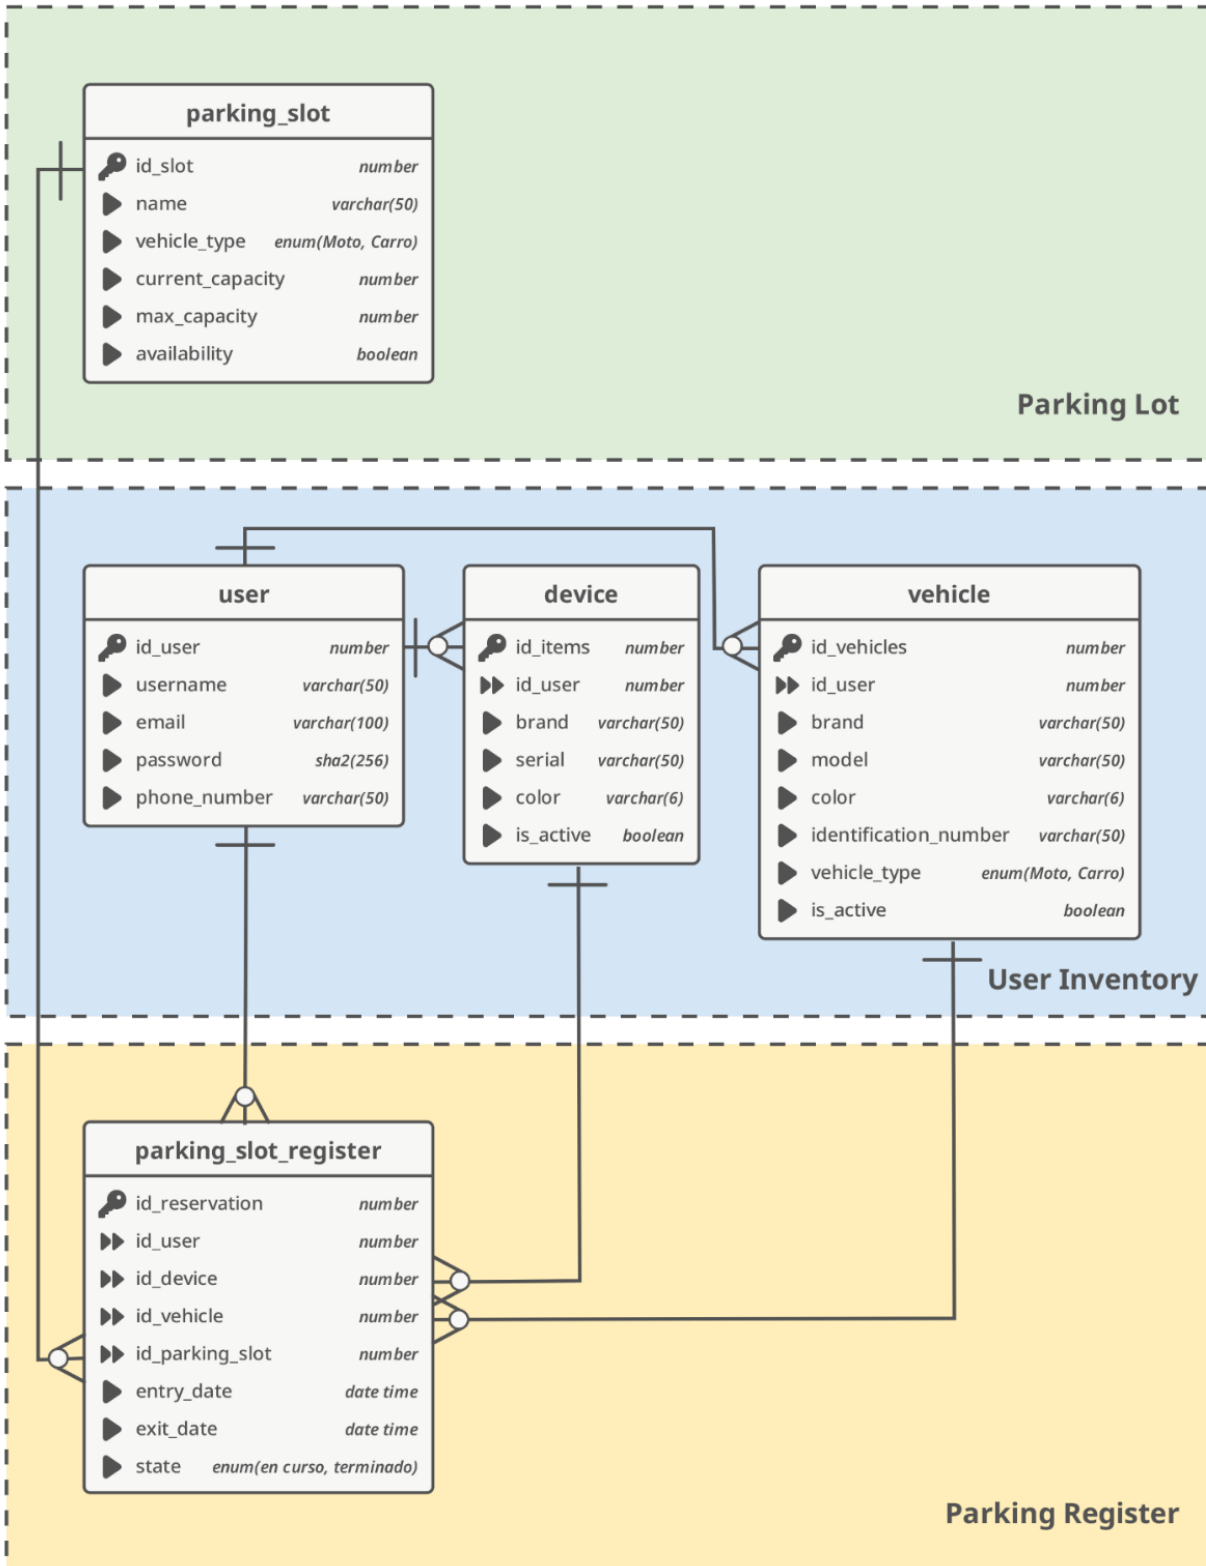 parking_slot
id_slot number
name varchar(50)
vehicle_type enum(Moto, Carro)
current_capacity number
max_capacity number
availability boolean
Parking Lot
user
id_user number
username varchar(50)
email varchar(100)
password sha2(256)
phone_number varchar(50)
device
id_items number
id_user number
brand varchar(50)
serial varchar(50)
color varchar(6)
is_active boolean
vehicle
id_vehicles number
id_user number
brand varchar(50)
model varchar(50)
color varchar(6)
identification_number varchar(50)
vehicle_type enum(Moto, Carro)
is_active boolean
User Inventory
parking_slot_register
id_reservation number
id_user number
id_device number
id_vehicle number
id_parking_slot number
entry_date date time
exit_date date time
state enum(en curso, terminado)
Parking Register